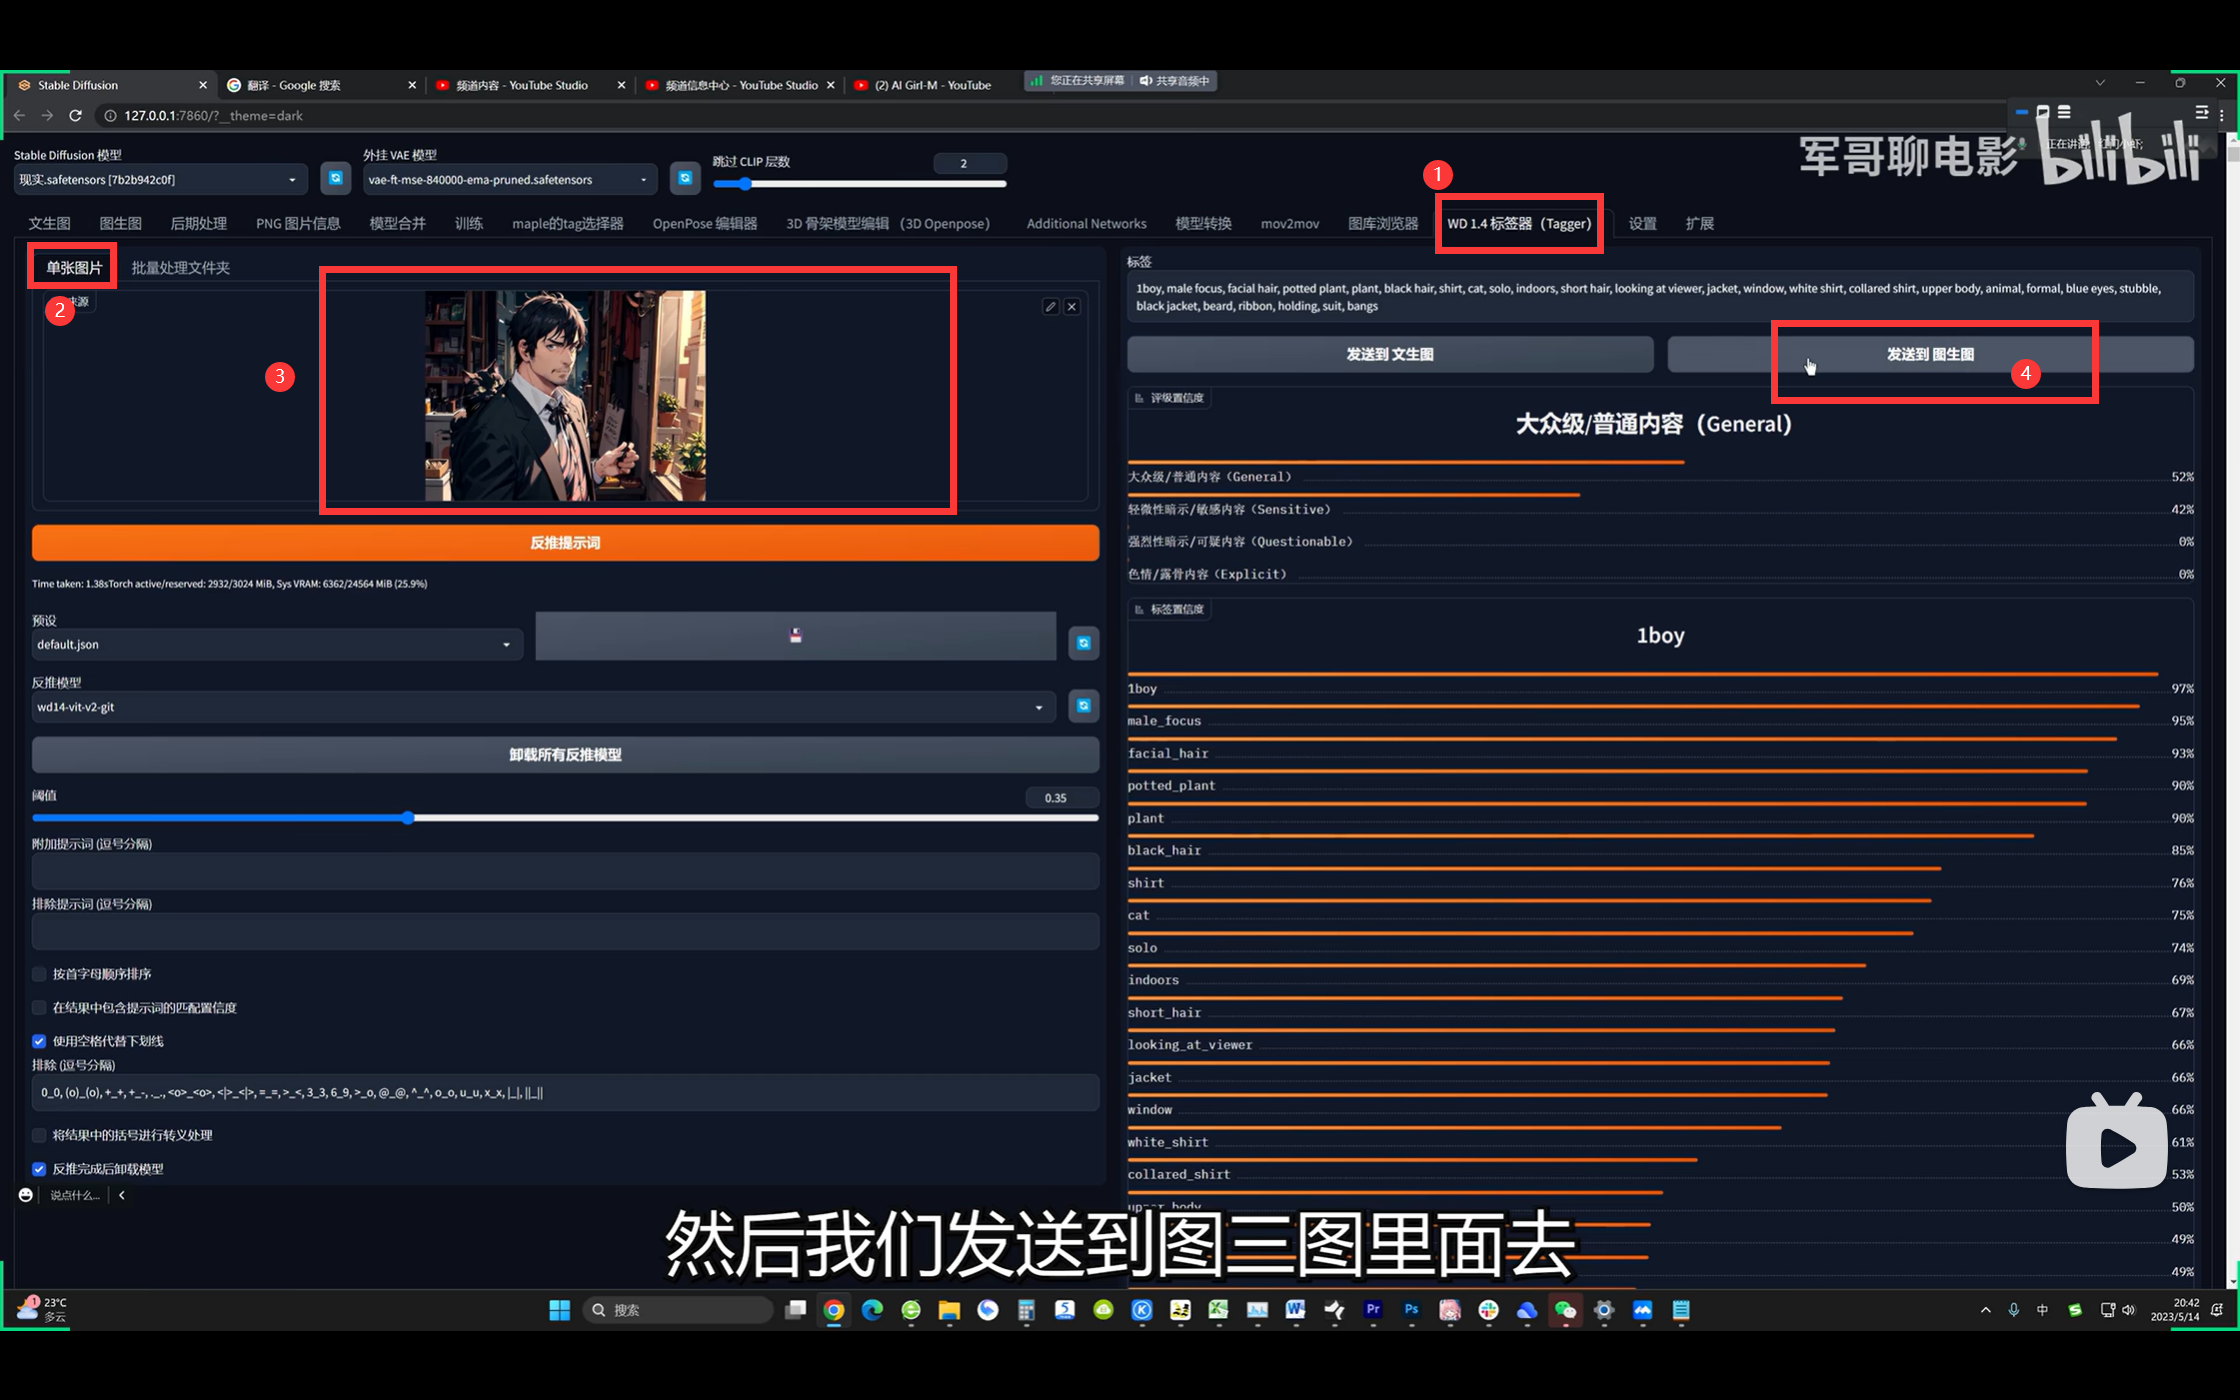 Stable Diffusion
翻译 - Google 搜索
频道内容 - YouTube Studio
频道信息中心 - YouTube Studio
(2) AI Girl-M - YouTube
您正在共享屏幕
共享音频中
127.0.0.1:7860/?__theme=dark
军哥聊电影
bilibili
Stable Diffusion 模型
外挂 VAE 模型
跳过 CLIP 层数
2
现实.safetensors [7b2b942c0f]
vae-ft-mse-840000-ema-pruned.safetensors
1
文生图
图生图
后期处理
PNG 图片信息
模型合并
训练
maple的tag选择器
OpenPose 编辑器
3D 骨架模型编辑 （3D Openpose）
Additional Networks
模型转换
mov2mov
图库浏览器
WD 1.4 标签器（Tagger）
设置
扩展
单张图片
批量处理文件夹
2
来源
3
反推提示词
Time taken: 1.38sTorch active/reserved: 2932/3024 MiB, Sys VRAM: 6362/24564 MiB (25.9%)
预设
default.json
反推模型
wd14-vit-v2-git
卸载所有反推模型
阈值
0.35
附加提示词 (逗号分隔)
排除提示词 (逗号分隔)
按首字母顺序排序
在结果中包含提示词的匹配置信度
使用空格代替下划线
排除 (逗号分隔)
0_0, (o)_(o), +_+, +_-, ._., <o>_<o>, <|>_<|>, =_=, >_<, 3_3, 6_9, >_o, @_@, ^_^, o_o, u_u, x_x, |_|, ||_||
将结果中的括号进行转义处理
反推完成后卸载模型
说点什么...
标签
1boy, male focus, facial hair, potted plant, plant, black hair, shirt, cat, solo, indoors, short hair, looking at viewer, jacket, window, white shirt, collared shirt, upper body, animal, formal, blue eyes, stubble,
black jacket, beard, ribbon, holding, suit, bangs
发送到 文生图
发送到 图生图
4
评级置信度
大众级/普通内容（General）
大众级/普通内容（General） 52%
轻微性暗示/敏感内容（Sensitive） 42%
强烈性暗示/可疑内容（Questionable） 0%
色情/露骨内容（Explicit） 0%
标签置信度
1boy
1boy 97%
male_focus 95%
facial_hair 93%
potted_plant 90%
plant 90%
black_hair 85%
shirt 76%
cat 75%
solo 74%
indoors 69%
short_hair 67%
looking_at_viewer 66%
jacket 66%
window 66%
white_shirt 61%
collared_shirt 53%
upper_body 50%
49%
49%
然后我们发送到图三图里面去
1
23°C
多云
搜索
中
20:42
2023/5/14